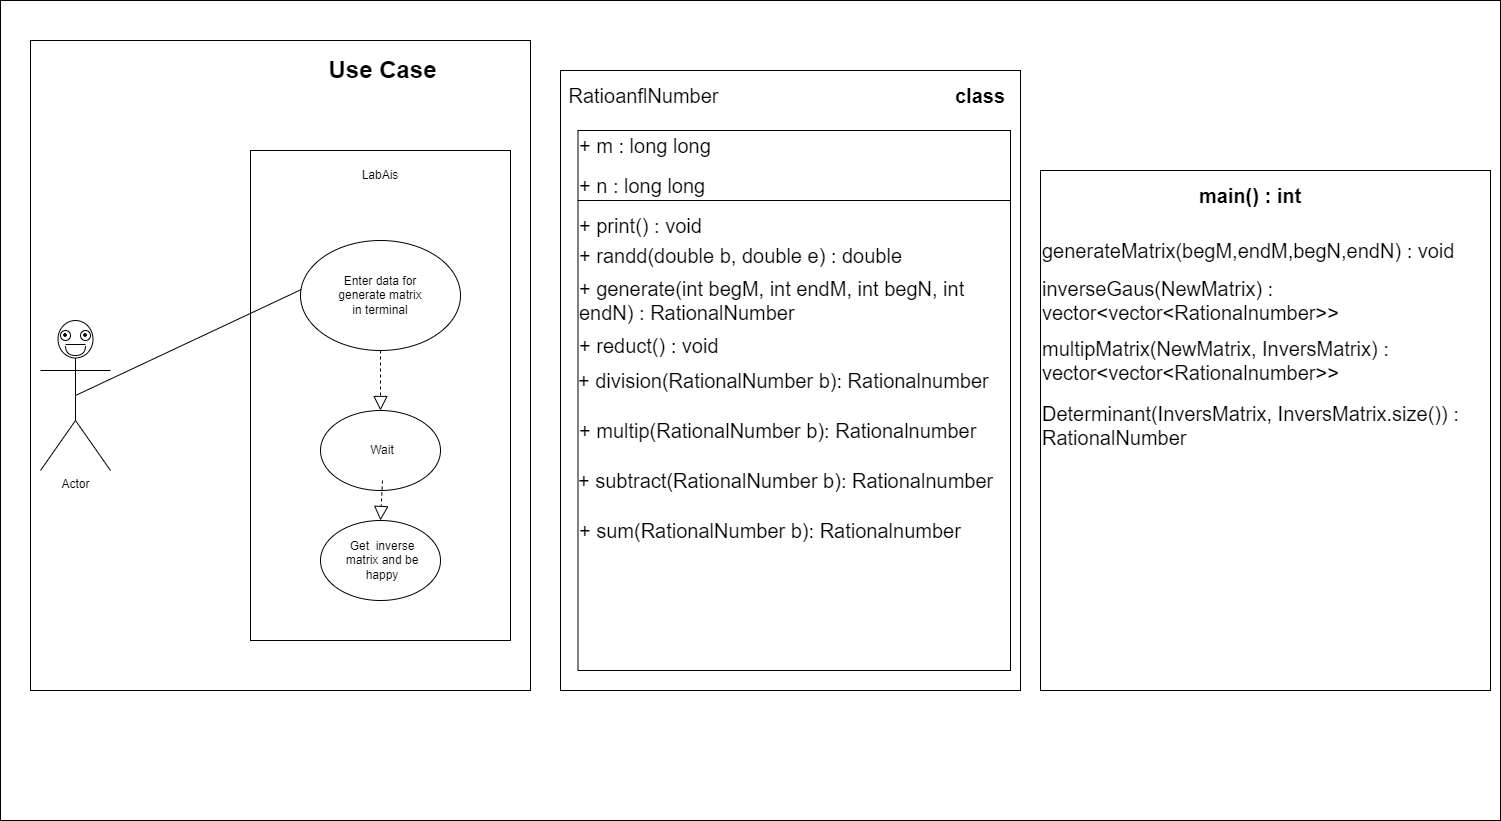 Use Case
LabAis
Enter data for
generate matrix
in terminal
Wait
Get inverse
matrix and be
happy
Actor
RatioanflNumber
class
+ m : long long
+ n : long long
+ print() : void
+ randd(double b, double e) : double
+ generate(int begM, int endM, int begN, int
endN) : RationalNumber
+ reduct() : void
+ division(RationalNumber b): Rationalnumber
+ multip(RationalNumber b): Rationalnumber
+ subtract(RationalNumber b): Rationalnumber
+ sum(RationalNumber b): Rationalnumber
main() : int
generateMatrix(begM,endM,begN,endN) : void
inverseGaus(NewMatrix) :
vector<vector<Rationalnumber>>
multipMatrix(NewMatrix, InversMatrix) :
vector<vector<Rationalnumber>>
Determinant(InversMatrix, InversMatrix.size()) :
RationalNumber